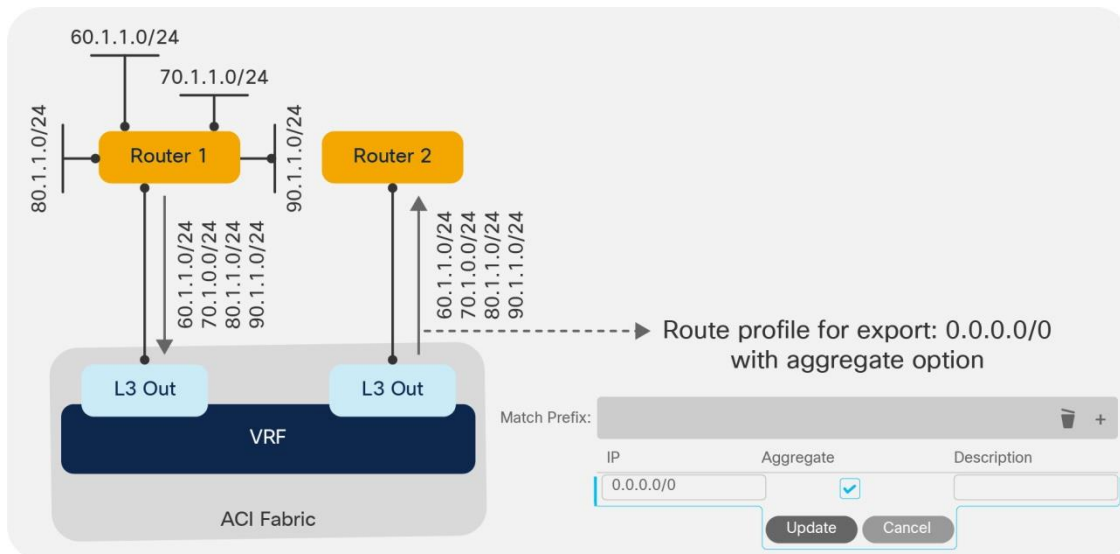 60.1.1.0/24
70.1.1.0/24
80.1.1.0/24
Router 1
90.1.1.0/24
Router 2
60.1.1.0/24
70.1.0.0/24
80.1.1.0/24
90.1.1.0/24
60.1.1.0/24
70.1.0.0/24
80.1.1.0/24
90.1.1.0/24
Route profile for export: 0.0.0.0/0
with aggregate option
L3 Out
L3 Out
VRF
ACI Fabric
Match Prefix:
+
IP Aggregate Description
0.0.0.0/0
Update Cancel